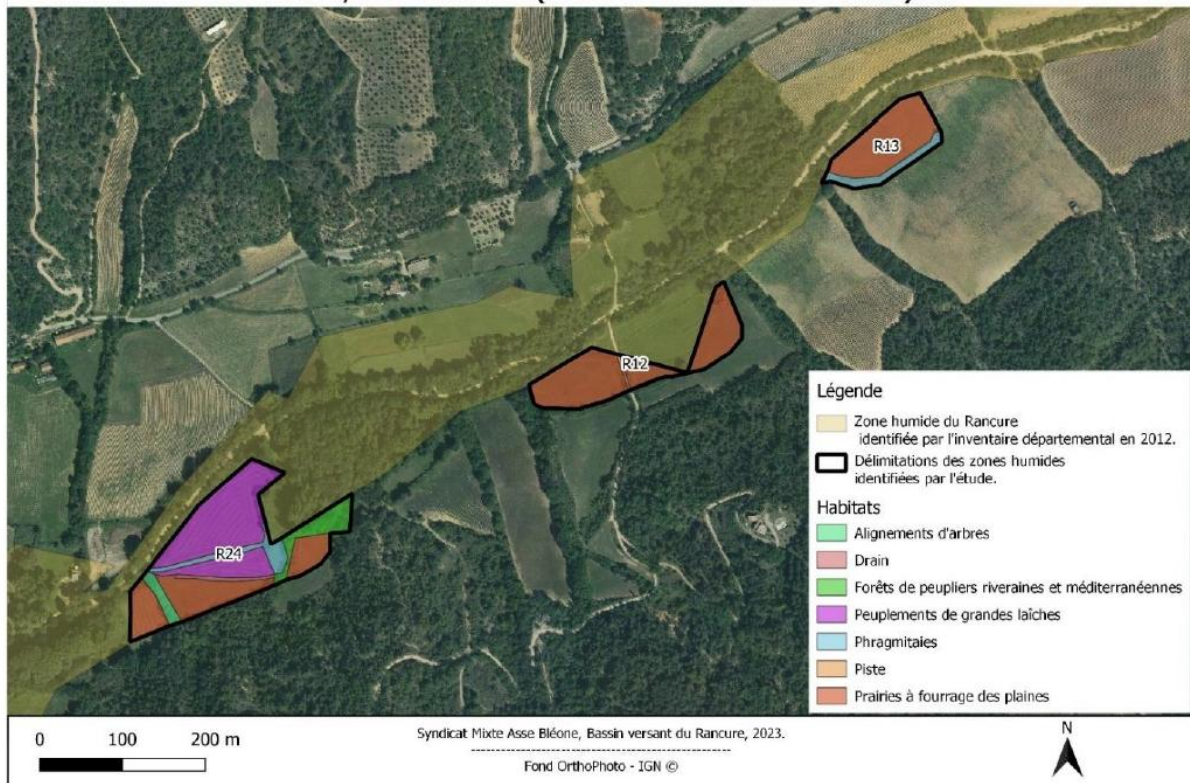 R13
R12
R24
Légende
Zone humide du Rancure
identifiée par l'inventaire départemental en 2012.
Délimitations des zones humides
identifiées par l'étude.
Habitats
Alignements d'arbres
Drain
Forêts de peupliers riveraines et méditerranéennes
Peuplements de grandes laîches
Phragmitaies
Piste
Prairies à fourrage des plaines
0 100 200 m
Syndicat Mixte Asse Bléone, Bassin versant du Rancure, 2023.
Fond OrthoPhoto - IGN ©
N